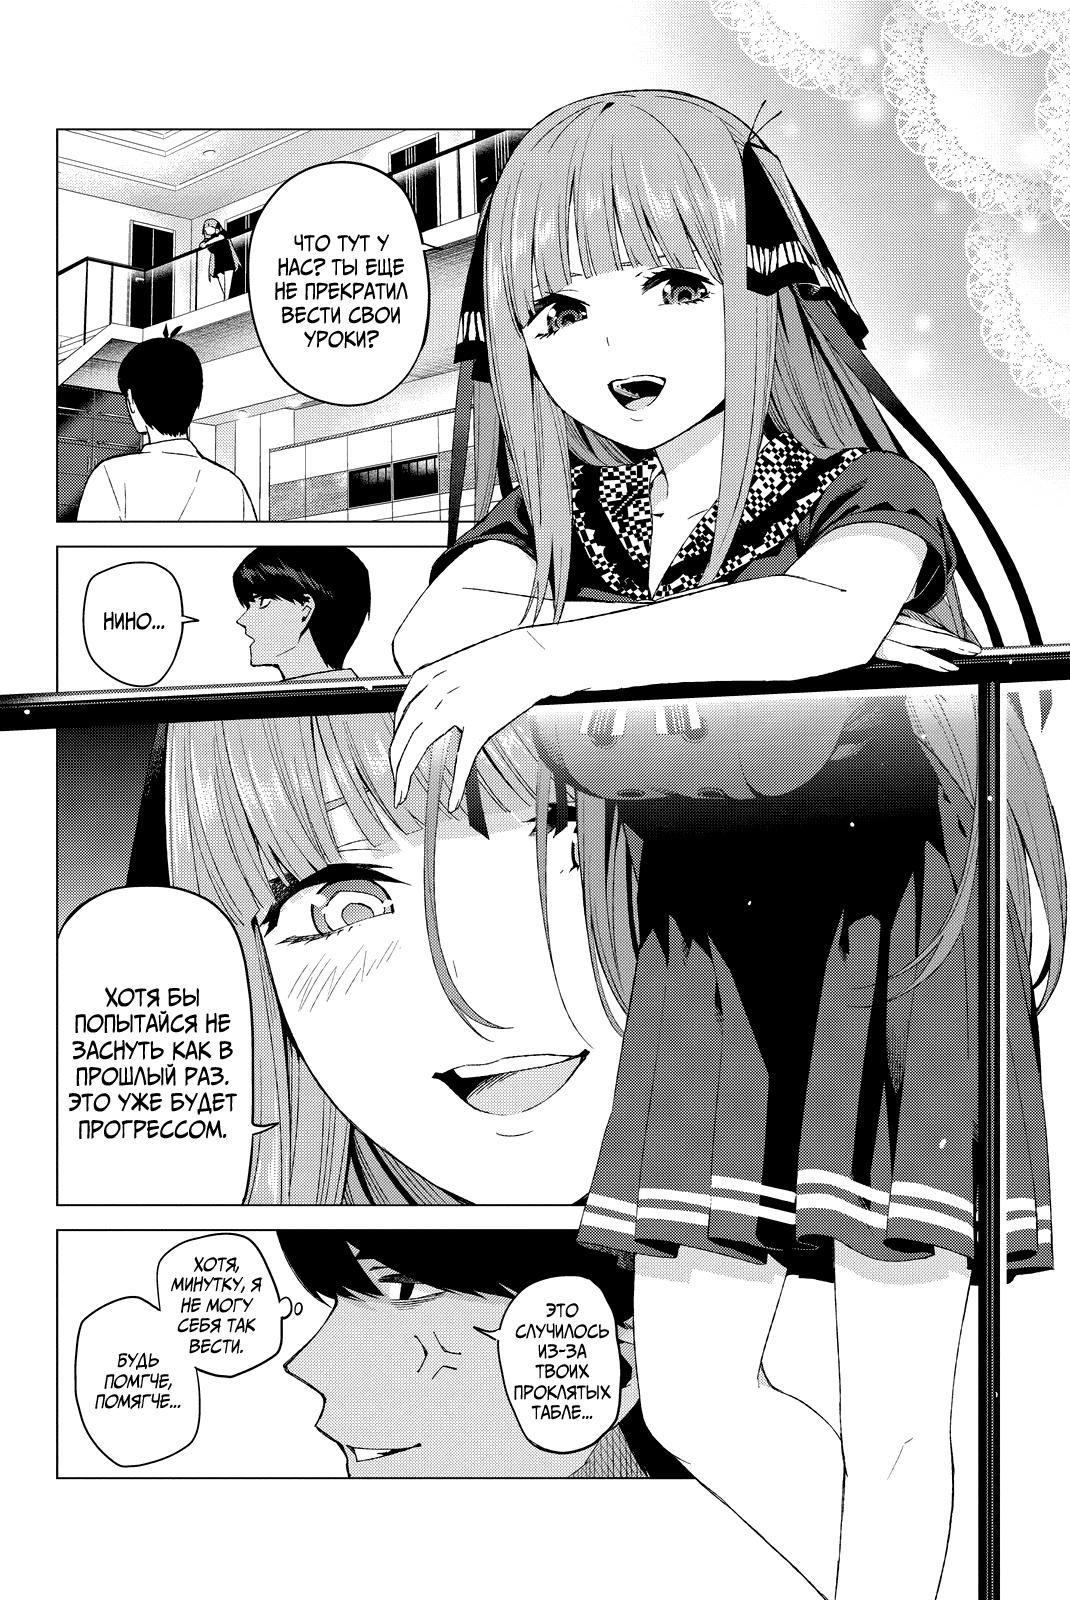 ЧТО ТУТ У
НАС? ТЫ ЕЩЕ
НЕ ПРЕКРАТИЛ
ВЕСТИ СВОИ
УРОКИ?
НИНО...
ХОТЯ БЫ
ПОПЫТАЙСЯ НЕ
ЗАСНУТЬ КАК В
ПРОШЛЫЙ РАЗ.
ЭТО УЖЕ БУДЕТ
ПРОГРЕССОМ.
ЭТО
СЛУЧИЛОСЬ
ИЗ-ЗА
ТВОИХ
ПРОКЛЯТЫХ
ТАБЛЕ...
ХОТЯ,
МИНУТКУ, Я
НЕ МОГУ
СЕБЯ ТАК
ВЕСТИ.
БУДЬ
ПОМГЧЕ,
ПОМЯГЧЕ...